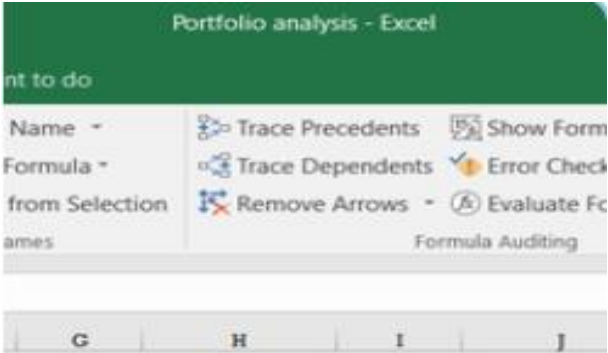 Portfolio analysis - Excel
nt to do
Name Trace Precedents Show Form
Formula Trace Dependents Error Check
from Selection Remove Arrows fx Evaluate Fo
ames Formula Auditing
G H I J